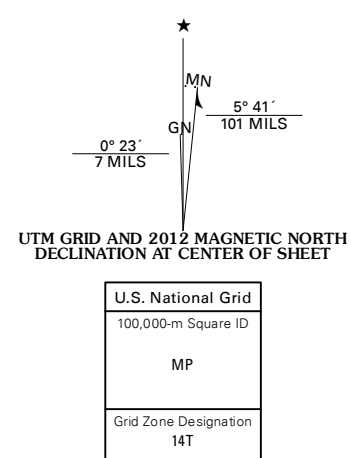 MN
GN
5° 41´
101 MILS
0° 23´
7 MILS
UTM GRID AND 2012 MAGNETIC NORTH
DECLINATION AT CENTER OF SHEET
U.S. National Grid
100,000-m Square ID
MP
Grid Zone Designation
14T